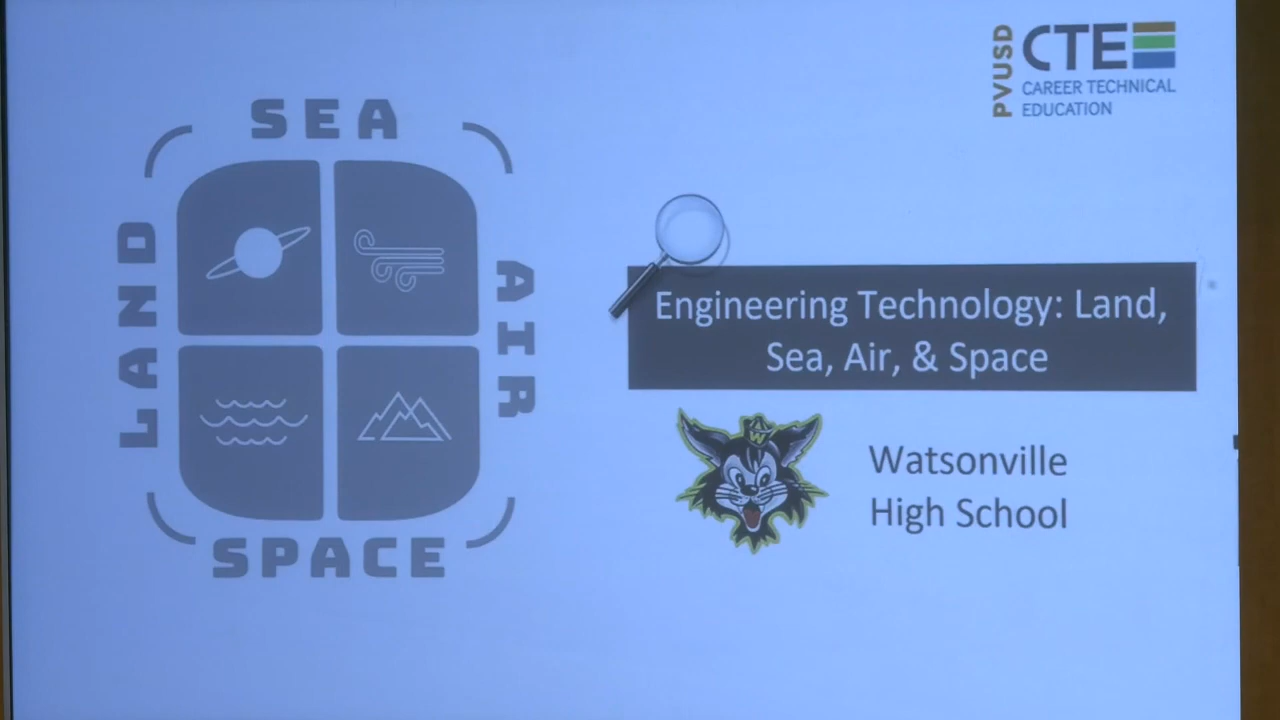 SEA
LAND
AIR
SPACE
PVUSD
CTE
CAREER TECHNICAL
EDUCATION
Engineering Technology: Land,
Sea, Air, & Space
W
Watsonville
High School